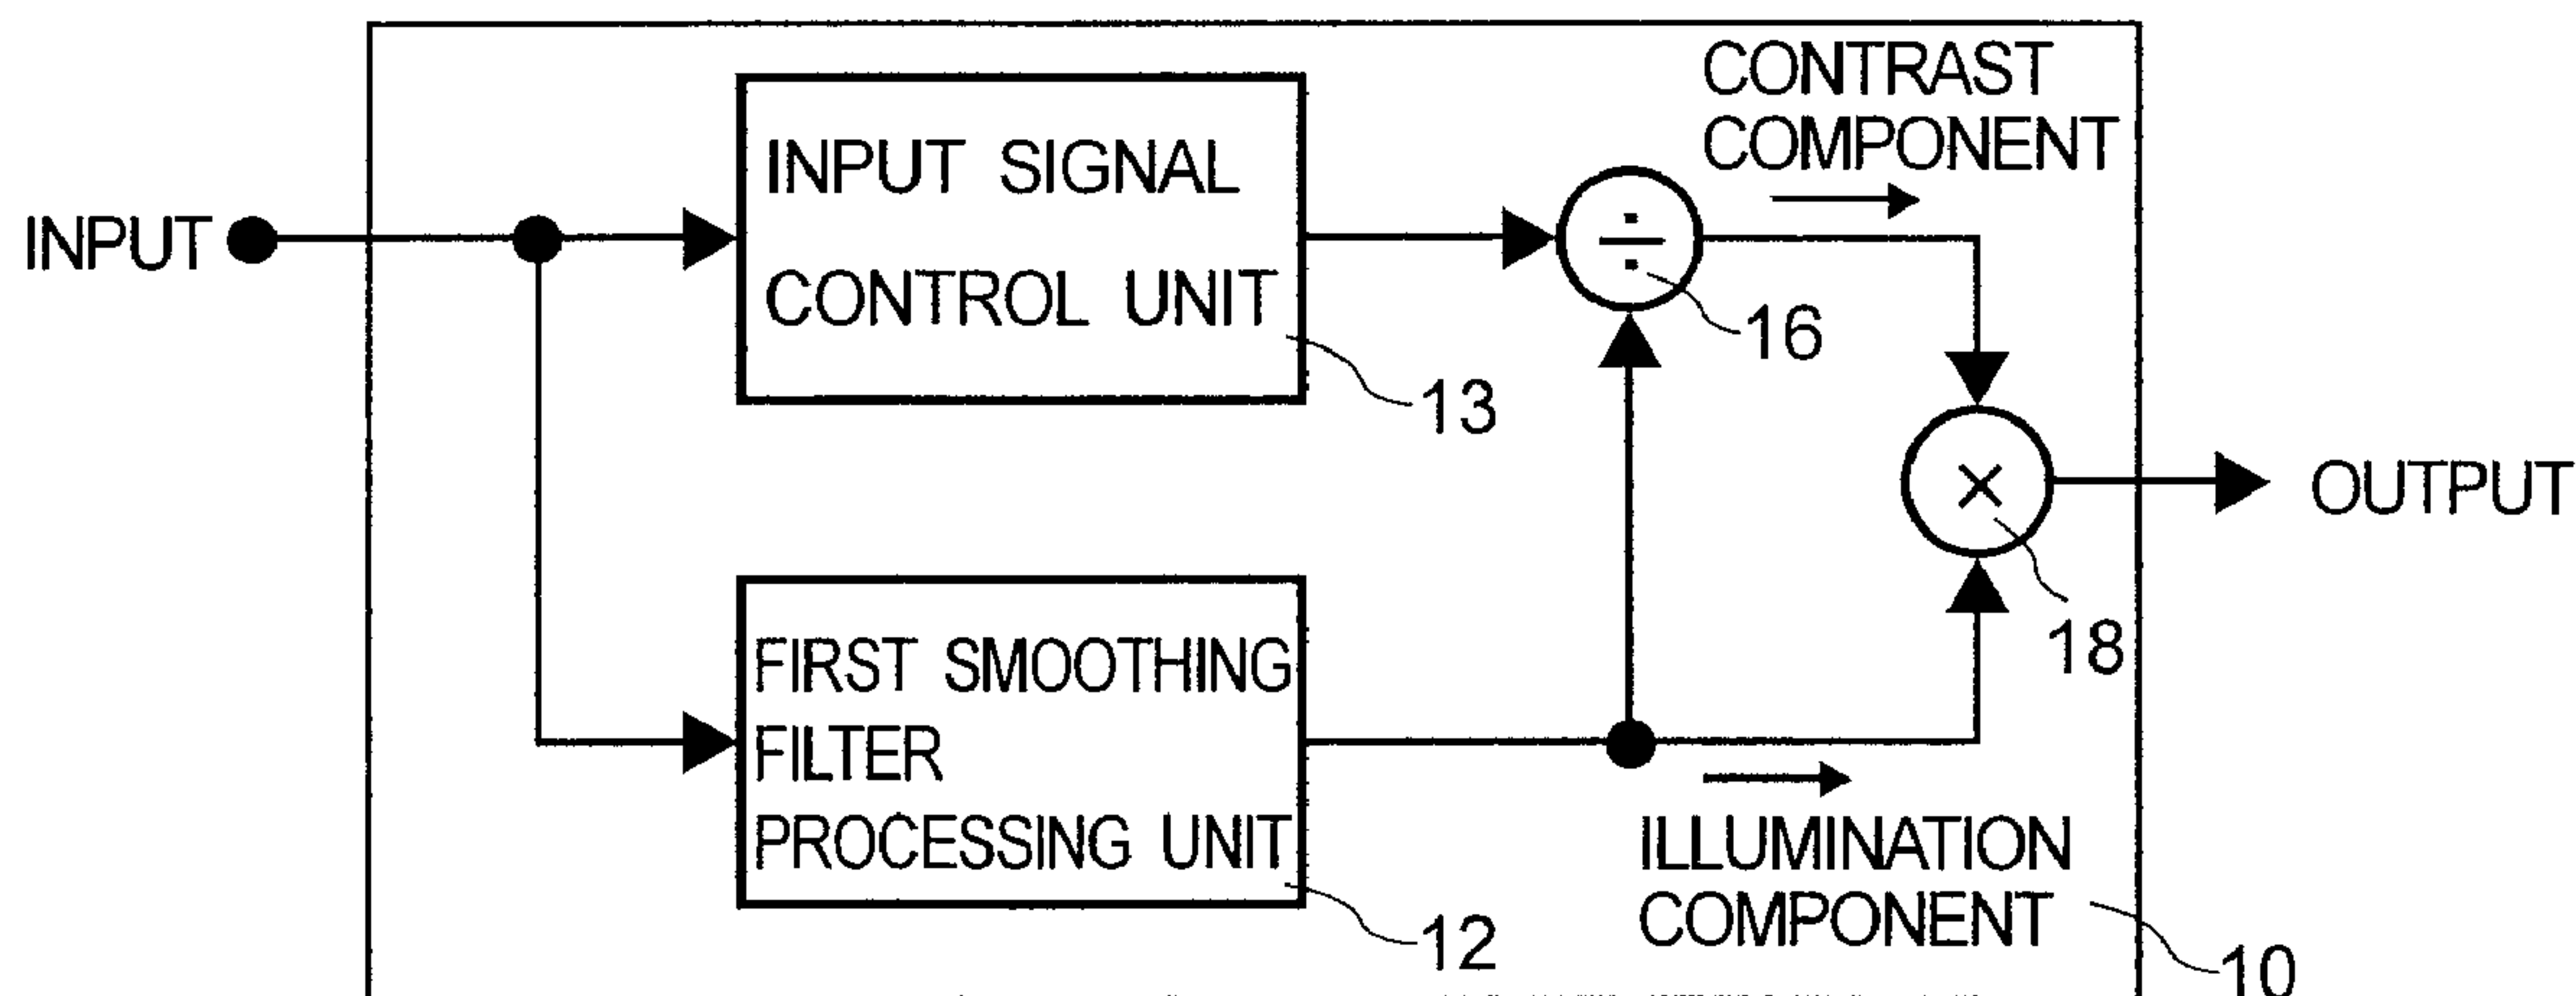 CONTRAST
COMPONENT
INPUT SIGNAL
CONTROL UNIT
INPUT
÷
16
13
×
OUTPUT
18
FIRST SMOOTHING
FILTER
PROCESSING UNIT
ILLUMINATION
COMPONENT
12
10